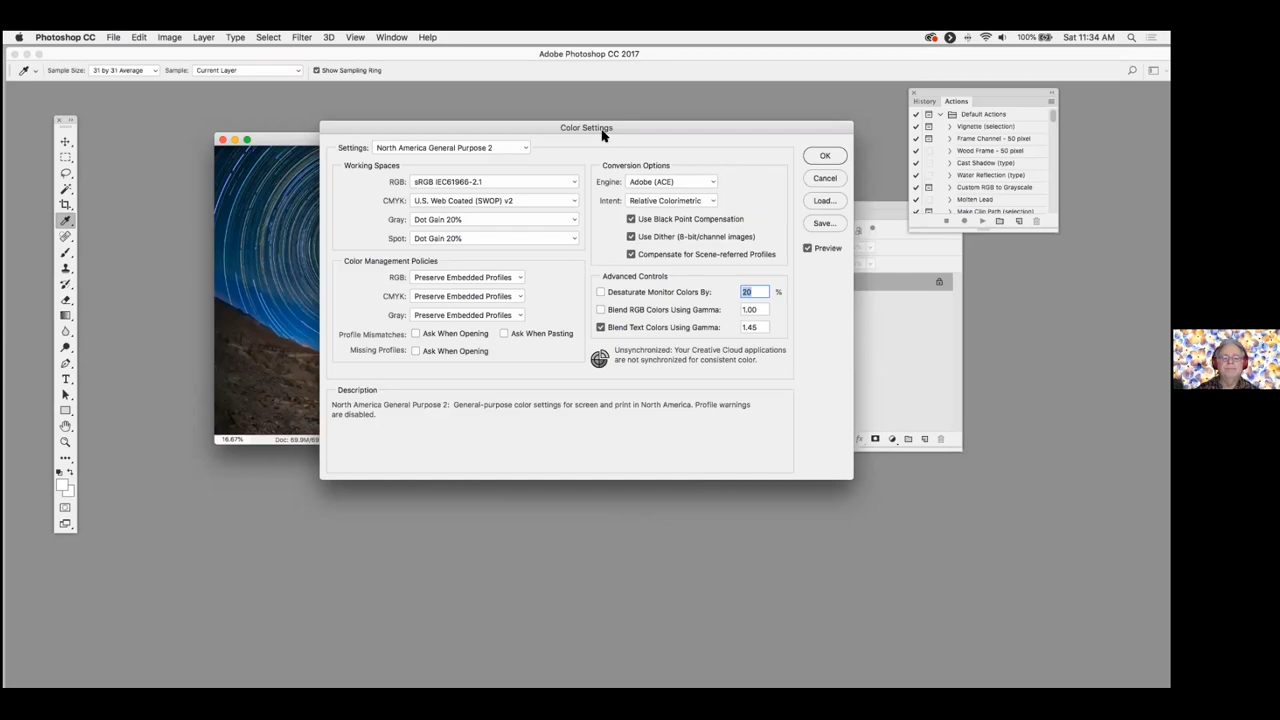 Photoshop CC File Edit Image Layer Type Select Filter 3D View Window Help 100% Sat 11:34 AM
Adobe Photoshop CC 2017
Sample Size: 31 by 31 Average Sample: Current Layer Show Sampling Ring
History Actions
Default Actions
Vignette (selection)
Frame Channel - 50 pixel
Wood Frame - 50 pixel
Cast Shadow (type)
Water Reflection (type)
Custom RGB to Grayscale
Molten Lead
Make Clip Path (selection)
Color Settings
Settings: North America General Purpose 2
Working Spaces
RGB: sRGB IEC61966-2.1
CMYK: U.S. Web Coated (SWOP) v2
Gray: Dot Gain 20%
Spot: Dot Gain 20%
Color Management Policies
RGB: Preserve Embedded Profiles
CMYK: Preserve Embedded Profiles
Gray: Preserve Embedded Profiles
Profile Mismatches: Ask When Opening Ask When Pasting
Missing Profiles: Ask When Opening
Conversion Options
Engine: Adobe (ACE)
Intent: Relative Colorimetric
Use Black Point Compensation
Use Dither (8-bit/channel images)
Compensate for Scene-referred Profiles
Advanced Controls
Desaturate Monitor Colors By: 20 %
Blend RGB Colors Using Gamma: 1.00
Blend Text Colors Using Gamma: 1.45
Unsynchronized: Your Creative Cloud applications
are not synchronized for consistent color.
OK
Cancel
Load...
Save...
Preview
Description
North America General Purpose 2: General-purpose color settings for screen and print in North America. Profile warnings
are disabled.
16.67% Doc: 69.9M/69